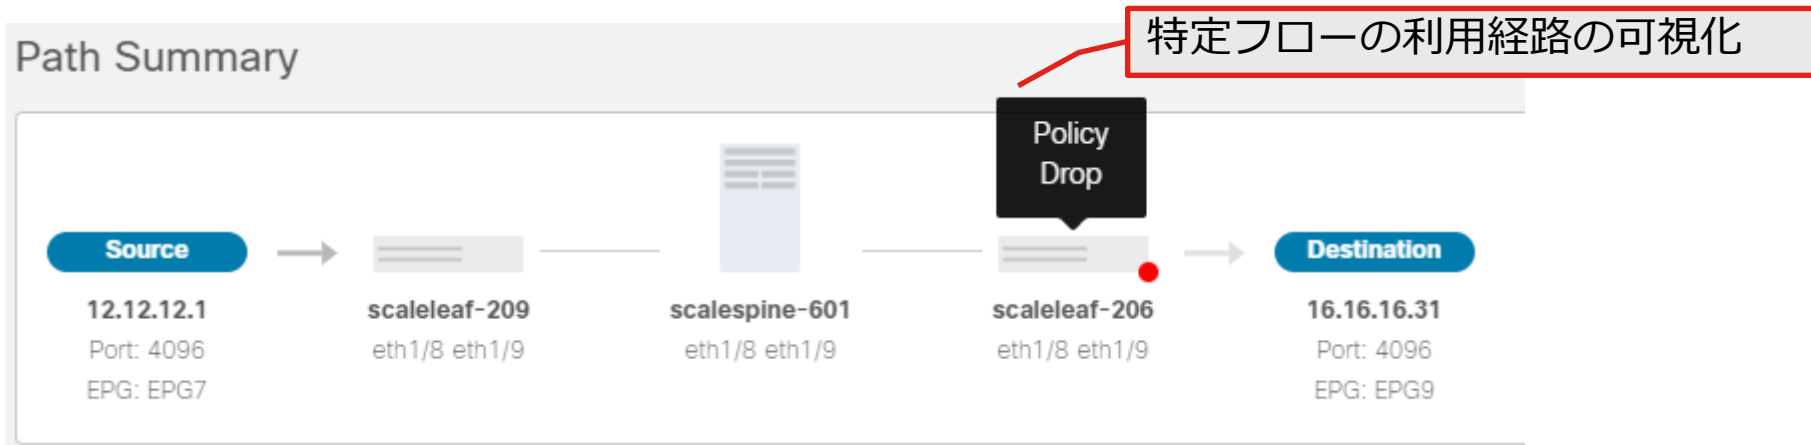 特定フローの利用経路の可視化
Path Summary
Policy
Drop
Source
Destination
12.12.12.1
scaleleaf-209
scalespine-601
scaleleaf-206
16.16.16.31
Port: 4096
eth1/8 eth1/9
eth1/8 eth1/9
eth1/8 eth1/9
Port: 4096
EPG: EPG7
EPG: EPG9